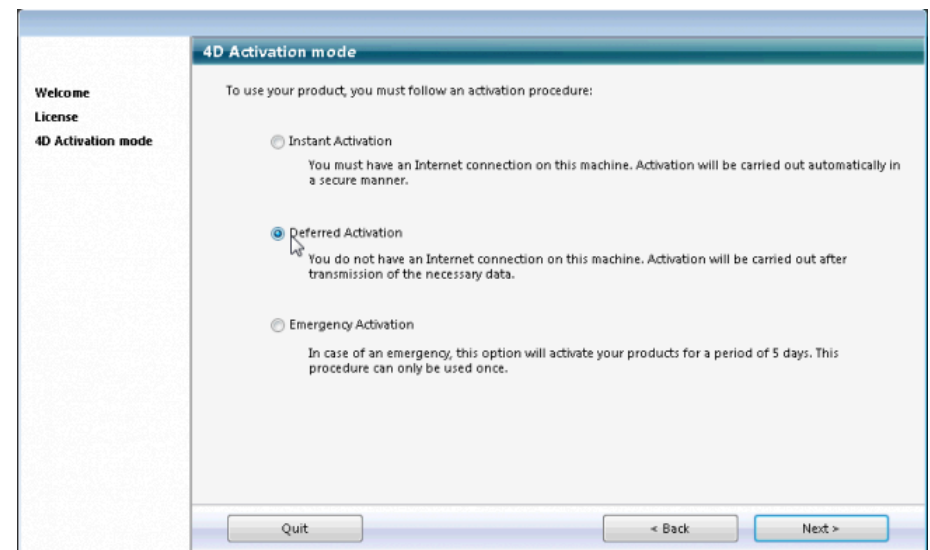 4D Activation mode
Welcome
License
4D Activation mode
To use your product, you must follow an activation procedure:
Instant Activation
You must have an Internet connection on this machine. Activation will be carried out automatically in
a secure manner.
Deferred Activation
You do not have an Internet connection on this machine. Activation will be carried out after
transmission of the necessary data.
Emergency Activation
In case of an emergency, this option will activate your products for a period of 5 days. This
procedure can only be used once.
Quit
< Back
Next >